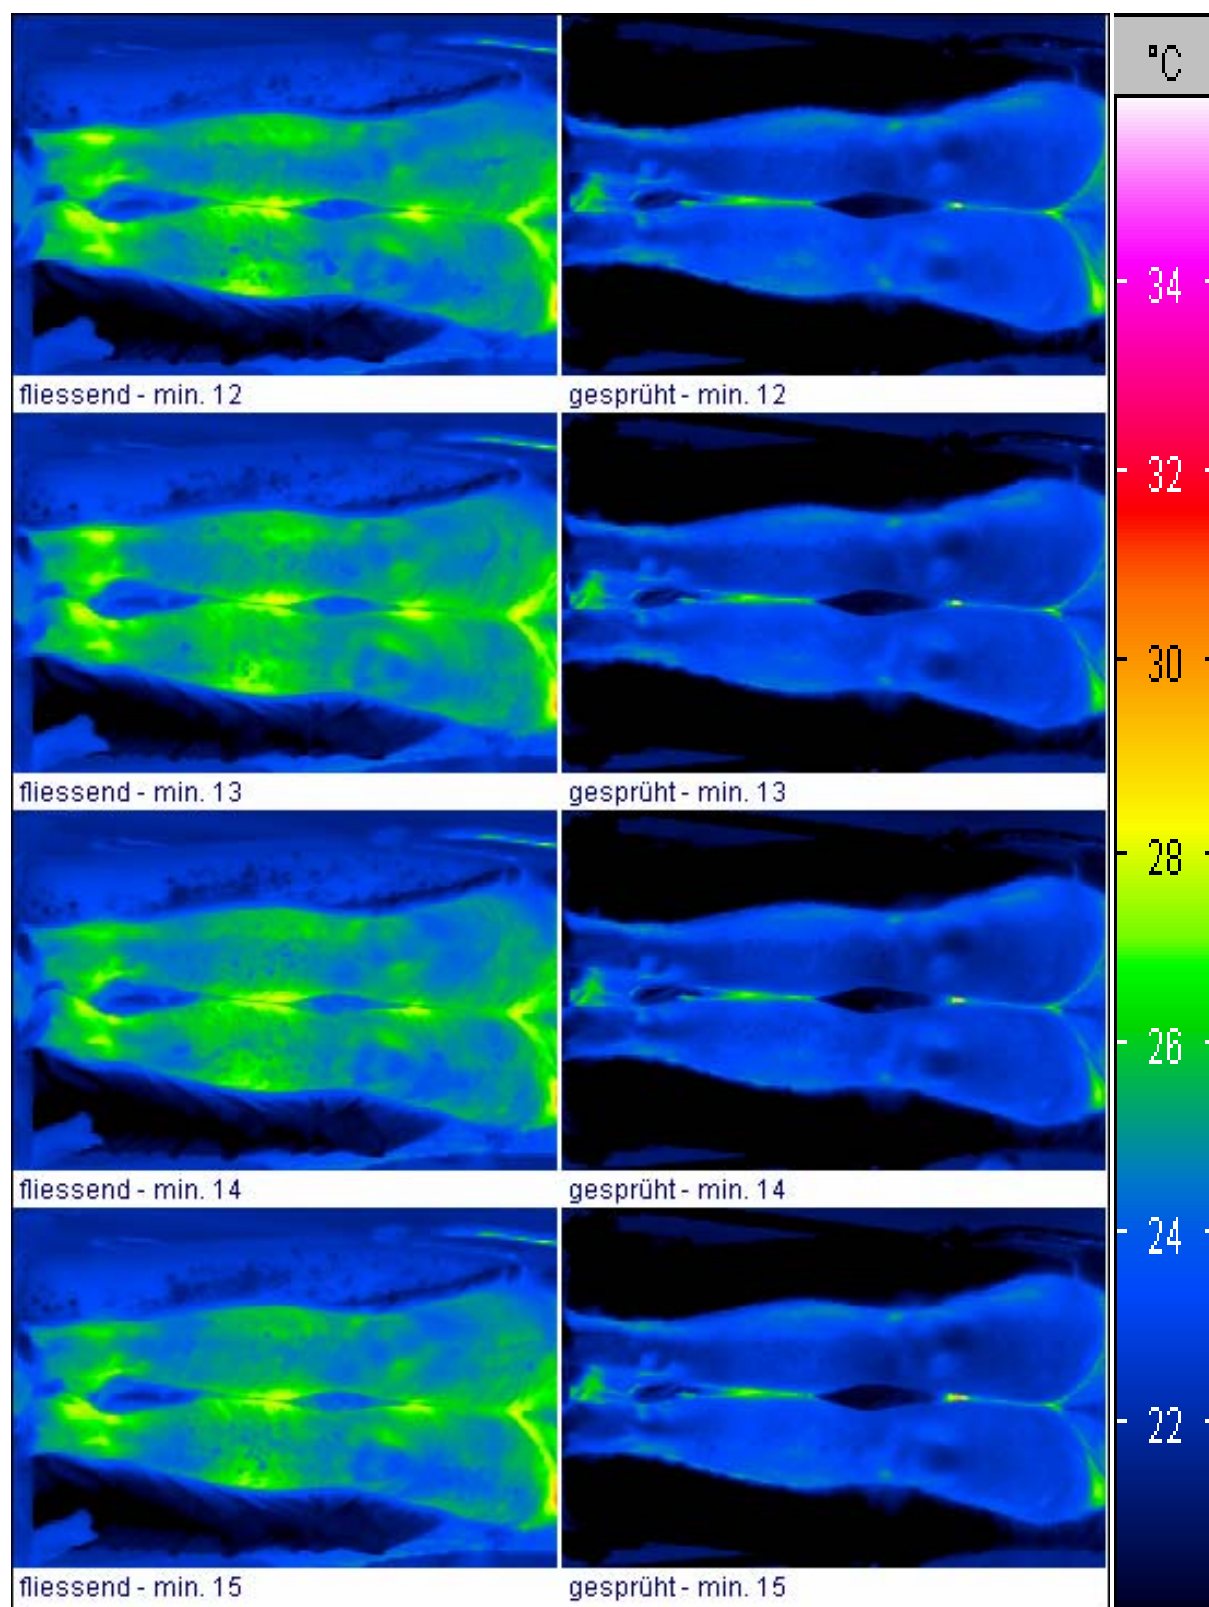 °C
fliessend - min. 12
gesprüht - min. 12
fliessend - min. 13
gesprüht - min. 13
fliessend - min. 14
gesprüht - min. 14
fliessend - min. 15
gesprüht - min. 15
34
32
30
28
26
24
22